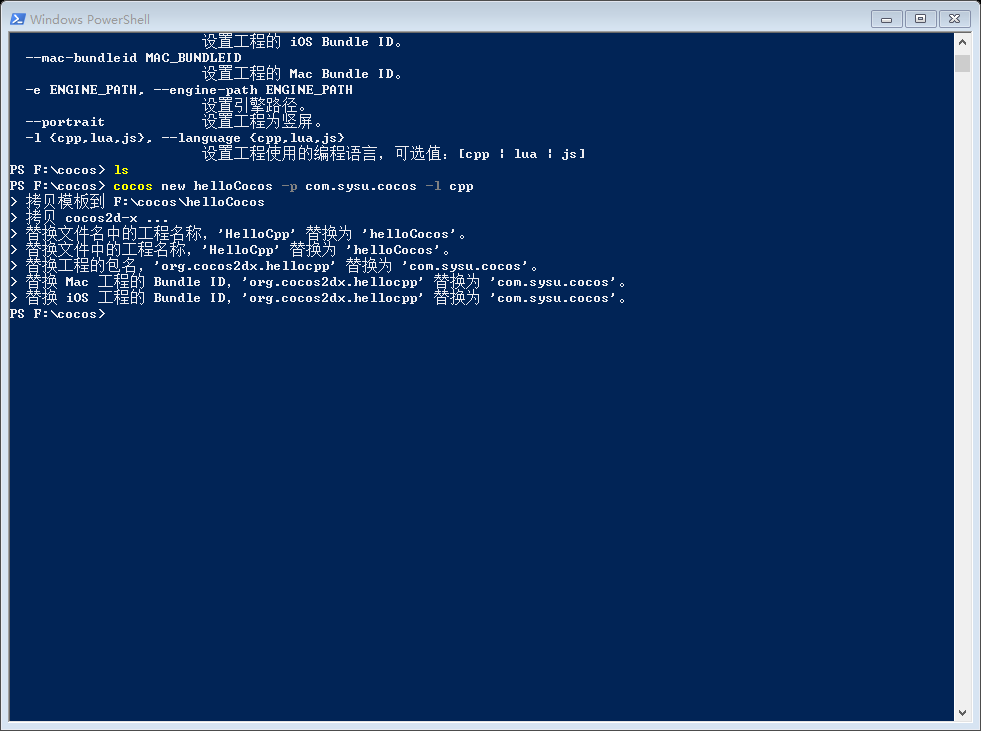 Windows PowerShell
设置工程的 iOS Bundle ID。
--mac-bundleid MAC_BUNDLEID
设置工程的 Mac Bundle ID。
-e ENGINE_PATH, --engine-path ENGINE_PATH
设置引擎路径。
--portrait 设置工程为竖屏。
-l {cpp,lua,js}, --language {cpp,lua,js}
设置工程使用的编程语言，可选值：[cpp | lua | js]
PS F:\cocos> ls
PS F:\cocos> cocos new helloCocos -p com.sysu.cocos -l cpp
> 拷贝模板到 F:\cocos\helloCocos
> 拷贝 cocos2d-x ...
> 替换文件名中的工程名称，'HelloCpp' 替换为 'helloCocos'。
> 替换文件中的工程名称，'HelloCpp' 替换为 'helloCocos'。
> 替换工程的包名，'org.cocos2dx.hellocpp' 替换为 'com.sysu.cocos'。
> 替换 Mac 工程的 Bundle ID，'org.cocos2dx.hellocpp' 替换为 'com.sysu.cocos'。
> 替换 iOS 工程的 Bundle ID，'org.cocos2dx.hellocpp' 替换为 'com.sysu.cocos'。
PS F:\cocos>